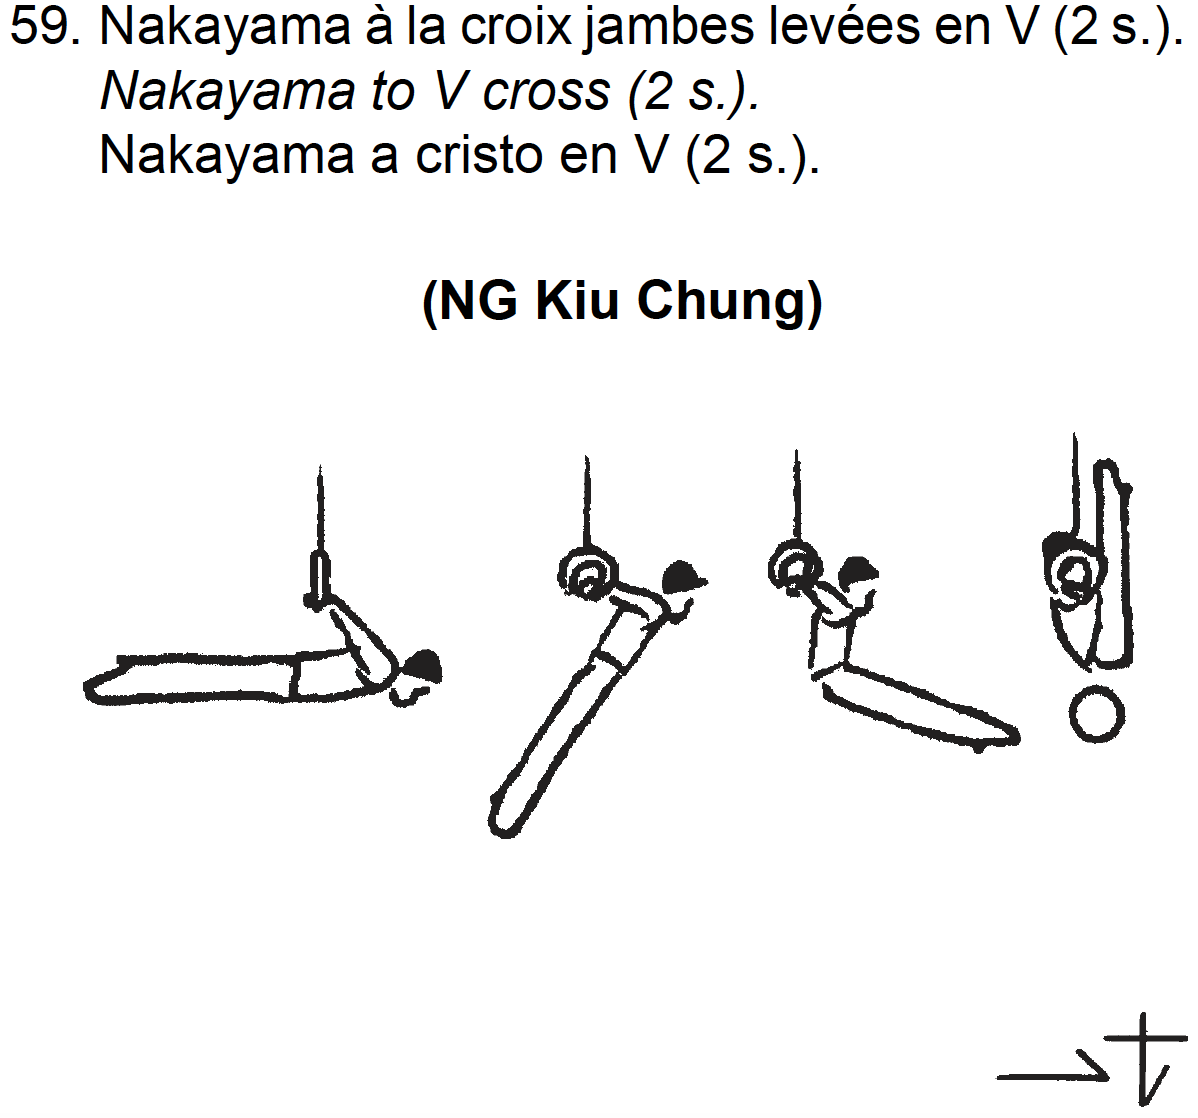 59. Nakayama à la croix jambes levées en V (2 s.).
Nakayama to V cross (2 s.).
Nakayama a cristo en V (2 s.).
(NG Kiu Chung)